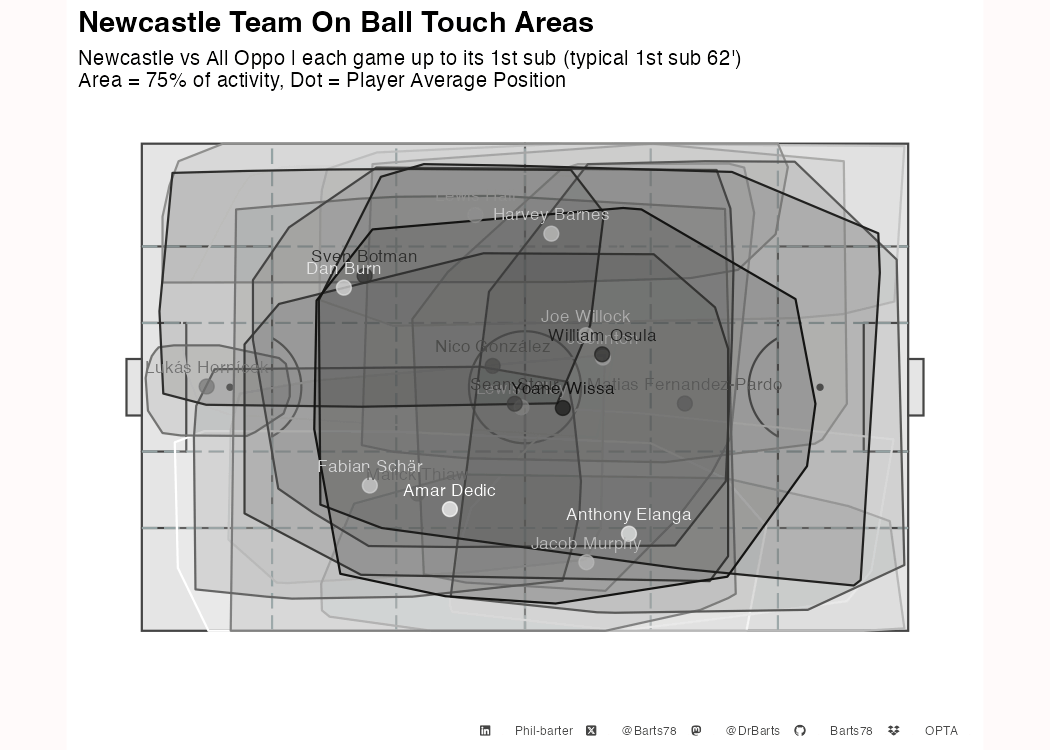 Newcastle Team On Ball Touch Areas
Newcastle vs All Oppo I each game up to its 1st sub (typical 1st sub 62')
Area = 75% of activity, Dot = Player Average Position
Harvey Barnes
Sven Botman
Dan Burn
Joe Willock
William Osula
Nico González
Lukás
Yoane Wissa
Matias Fernandez-Pardo
Fabian Schär
Malick Thiaw
Amar Dedic
Anthony Elanga
Jacob Murphy
Phil-barter @Barts78 @DrBarts Barts78 OPTA